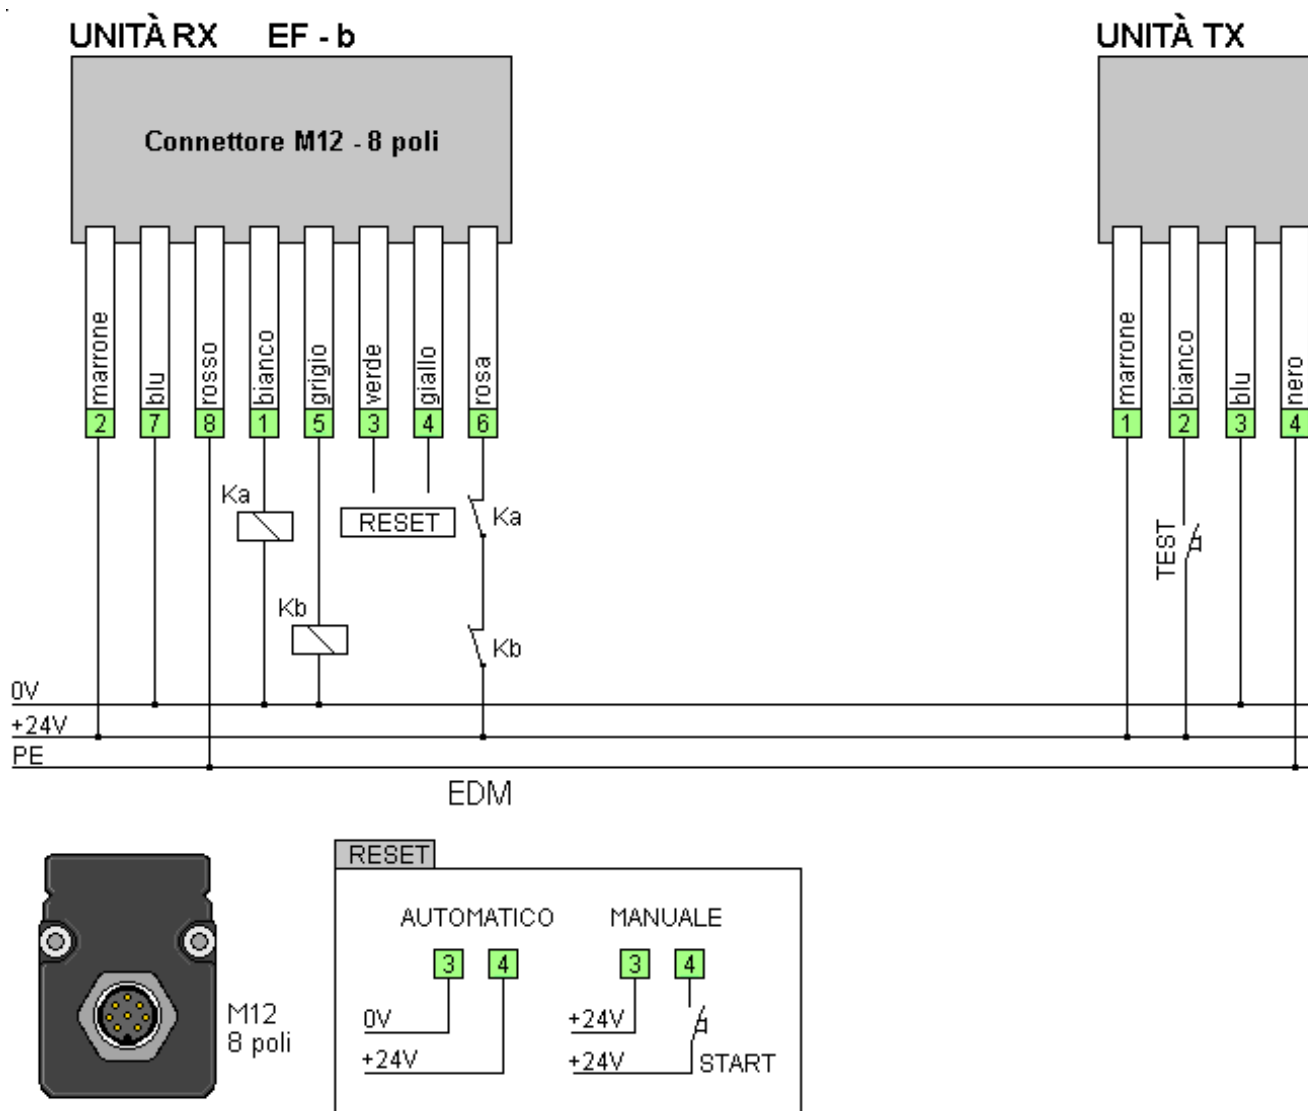 UNITÀ RX EF - b
UNITÀ TX
Connettore M12 - 8 poli
marrone blu rosso bianco grigio verde giallo rosa
2 7 8 1 5 3 4 6
marrone bianco blu nero
1 2 3 4
Ka
RESET
Ka
TEST
Kb
Kb
0V
+24V
PE
EDM
RESET
AUTOMATICO MANUALE
3 4 3 4
0V
+24V
+24V
+24V
START
M12
8 poli